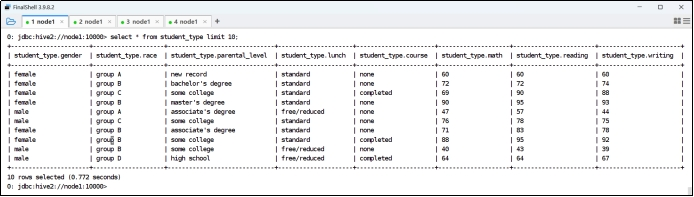 FinalShell 3.9.8.2
1 node1 × 2 node1 × 3 node1 × 4 node1 × +
0: jdbc:hive2://node1:10000> select * from student_type limit 10;
+----------------------+--------------------+------------------------------+---------------------+----------------------+--------------------+-----------------------+-----------------------+
| student_type.gender | student_type.race | student_type.parental_level | student_type.lunch | student_type.course | student_type.math | student_type.reading | student_type.writing |
+----------------------+--------------------+------------------------------+---------------------+----------------------+--------------------+-----------------------+-----------------------+
| female | group A | new record | standard | none | 60 | 60 | 60 |
| female | group B | bachelor's degree | standard | none | 72 | 72 | 74 |
| female | group C | some college | standard | completed | 69 | 90 | 88 |
| female | group B | master's degree | standard | none | 90 | 95 | 93 |
| male | group A | associate's degree | free/reduced | none | 47 | 57 | 44 |
| male | group C | some college | standard | none | 76 | 78 | 75 |
| female | group B | associate's degree | standard | none | 71 | 83 | 78 |
| female | group B | some college | standard | completed | 88 | 95 | 92 |
| male | group B | some college | free/reduced | none | 40 | 43 | 39 |
| male | group D | high school | free/reduced | completed | 64 | 64 | 67 |
+----------------------+--------------------+------------------------------+---------------------+----------------------+--------------------+-----------------------+-----------------------+
10 rows selected (0.772 seconds)
0: jdbc:hive2://node1:10000>